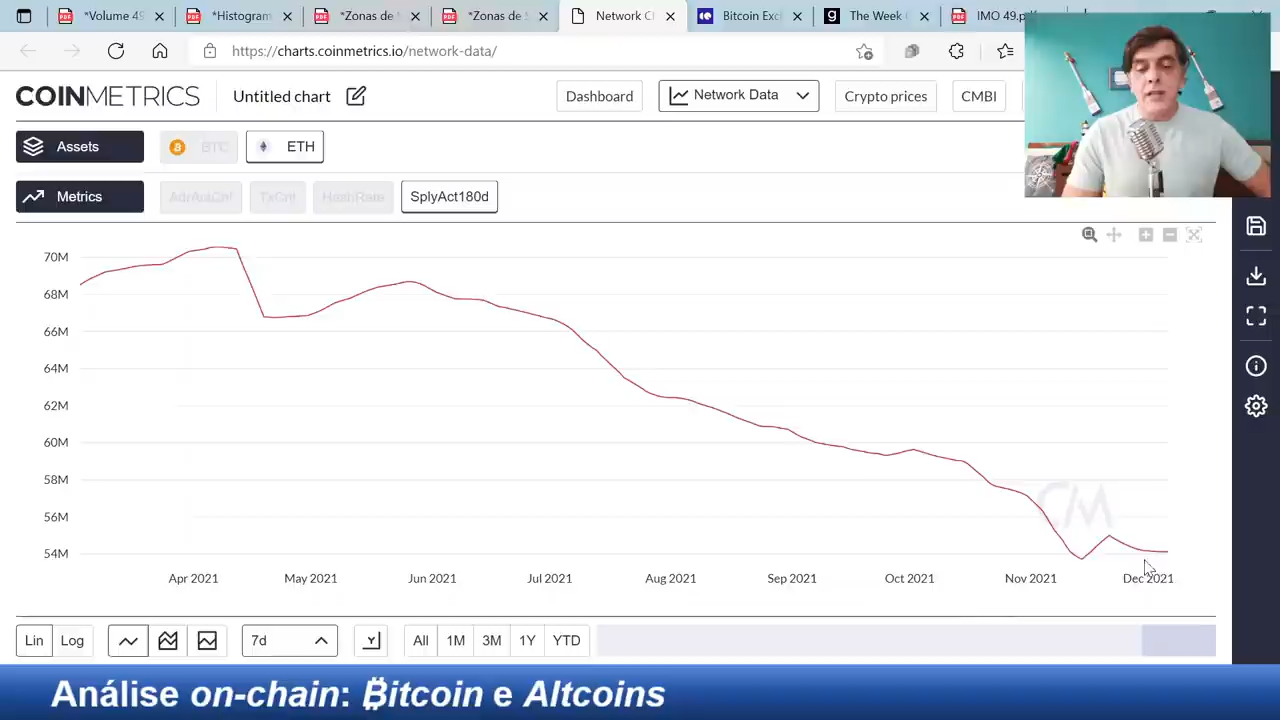 *Volume 49
*Histogram
*Zonas de
*Zonas de
Network C
Bitcoin Exc
The Week
IMO 49.p
https://charts.coinmetrics.io/network-data/
COINMETRICS
Untitled chart
Dashboard
Network Data
Crypto prices
CMBI
Assets
BTC
ETH
Metrics
AdrActCnt
TxCnt
HashRate
SplyAct180d
70M
68M
66M
64M
62M
60M
58M
56M
54M
CM
Apr 2021
May 2021
Jun 2021
Jul 2021
Aug 2021
Sep 2021
Oct 2021
Nov 2021
Dec 2021
Lin
Log
7d
All
1M
3M
1Y
YTD
Análise on-chain: ₿itcoin e Altcoins